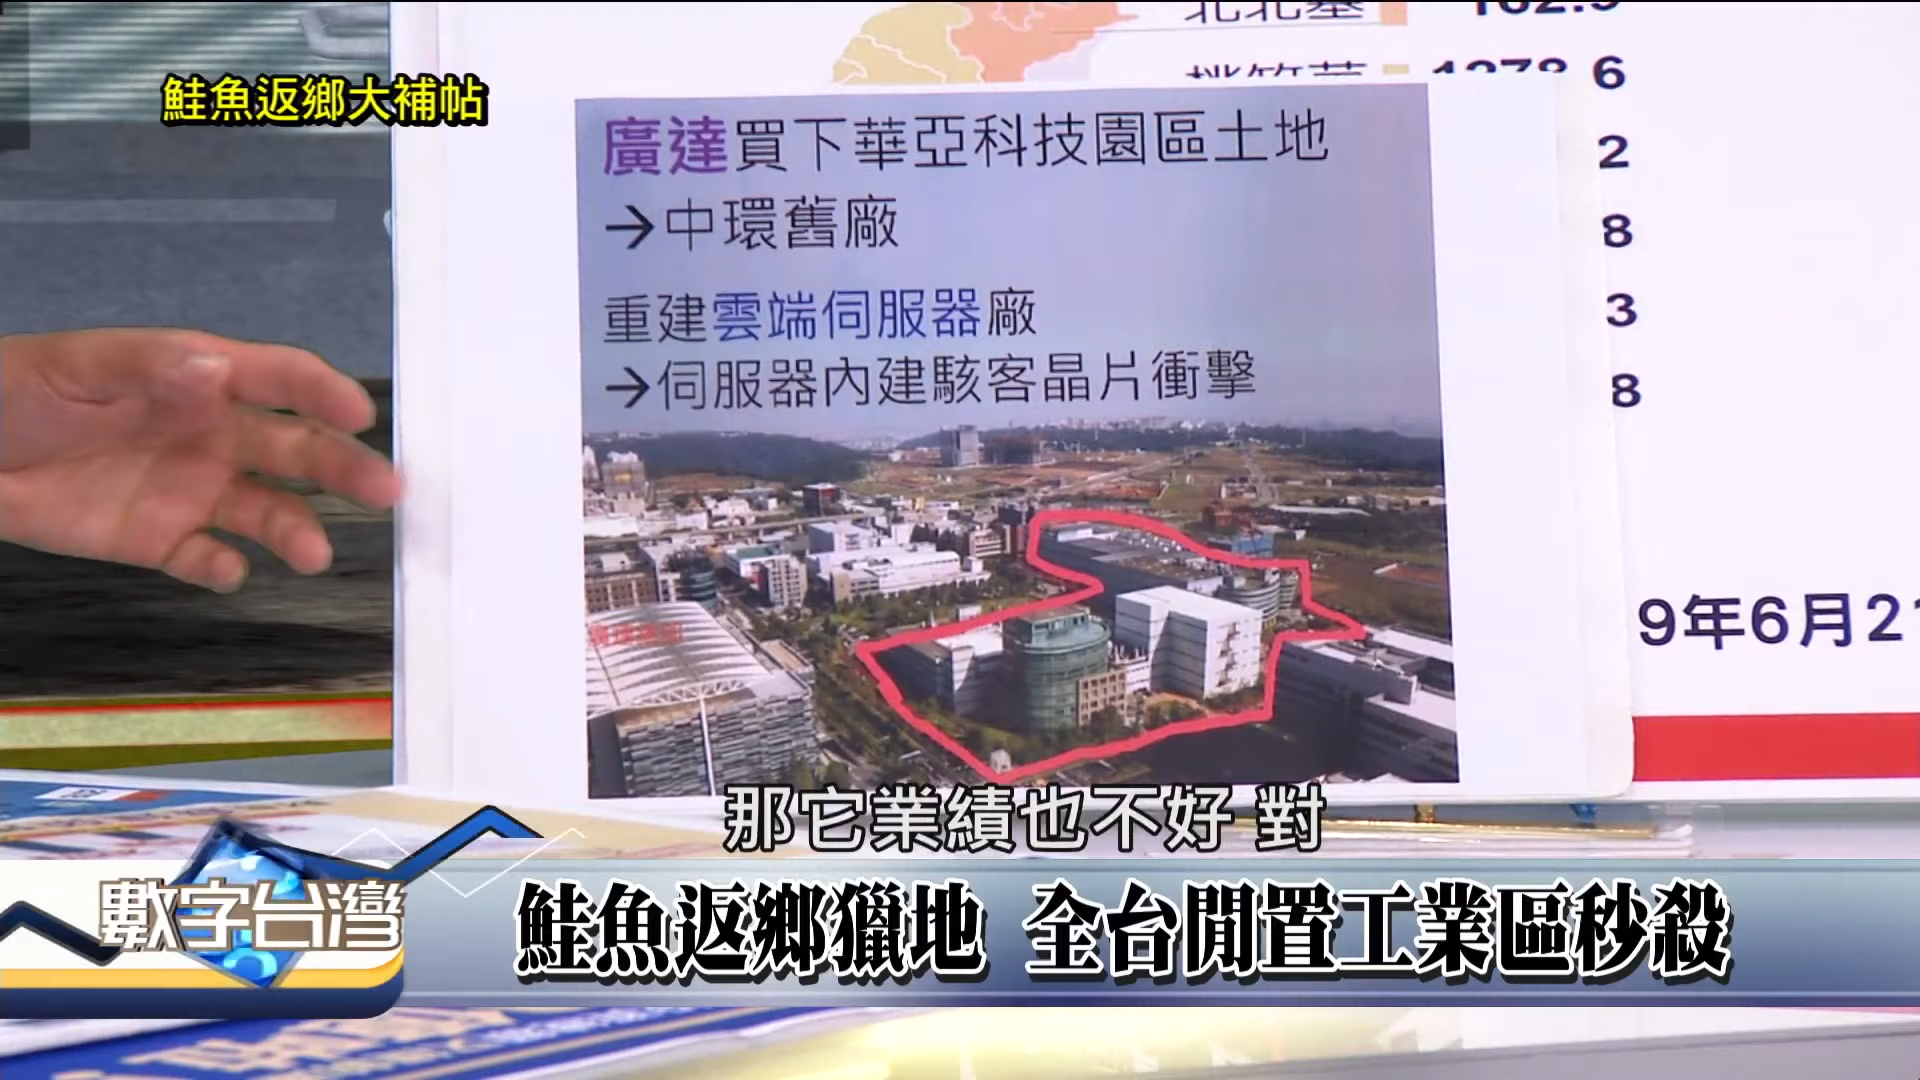 鮭魚返鄉大補帖
北北基
6
廣達買下華亞科技園區土地
→中環舊廠
重建雲端伺服器廠
→伺服器內建駭客晶片衝擊
2
8
3
8
9年6月21
那它業績也不好 對
數字台灣
鮭魚返鄉獵地 全台閒置工業區秒殺